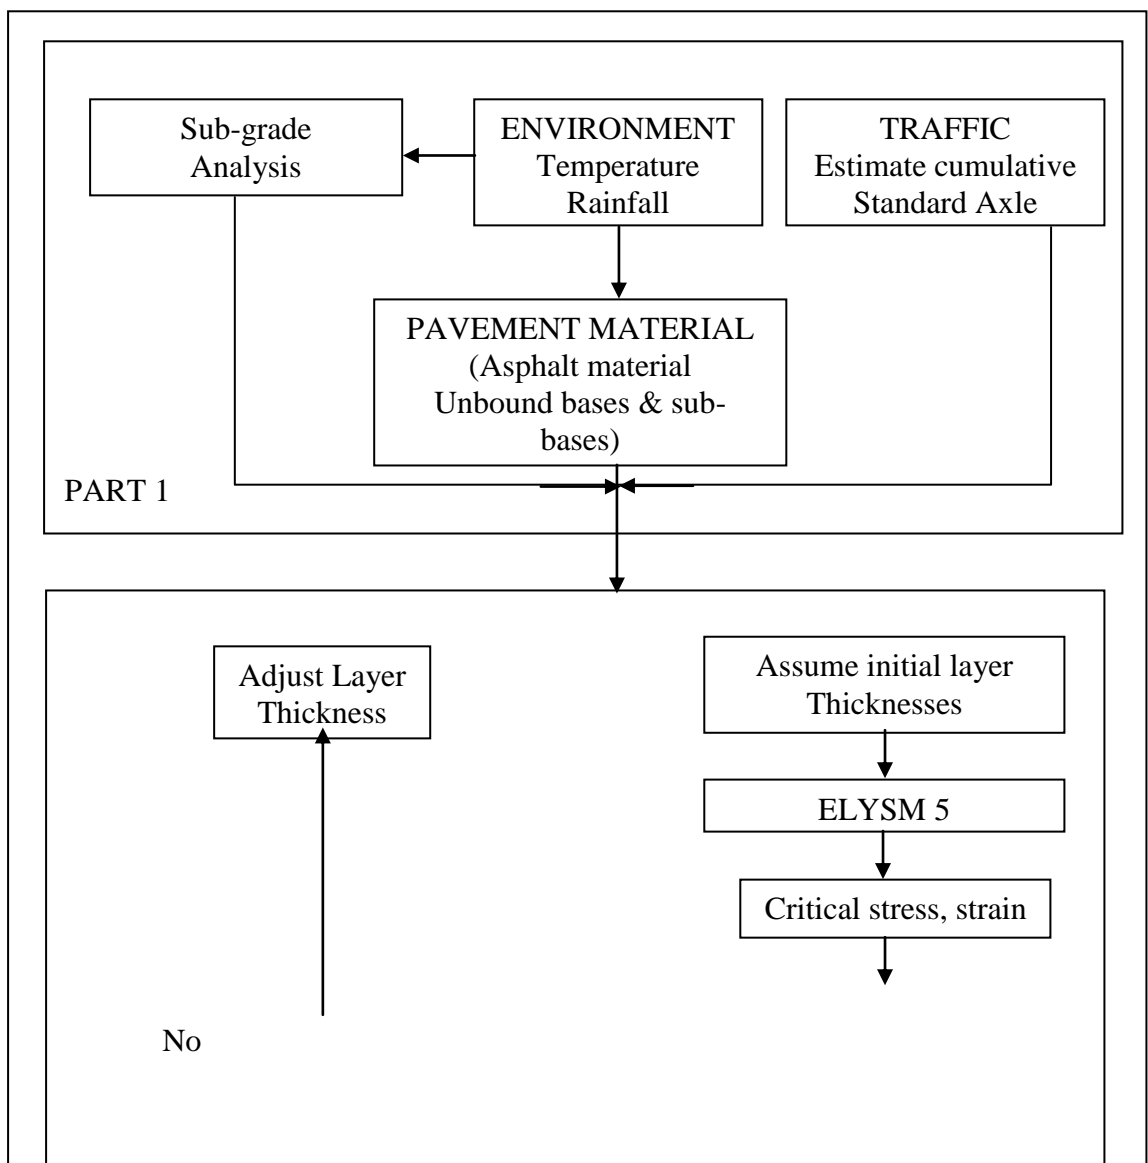 Sub-grade
Analysis
ENVIRONMENT
Temperature
Rainfall
TRAFFIC
Estimate cumulative
Standard Axle
PAVEMENT MATERIAL
(Asphalt material
Unbound bases & sub-
bases)
PART 1
Adjust Layer
Thickness
Assume initial layer
Thicknesses
ELYSM 5
Critical stress, strain
No